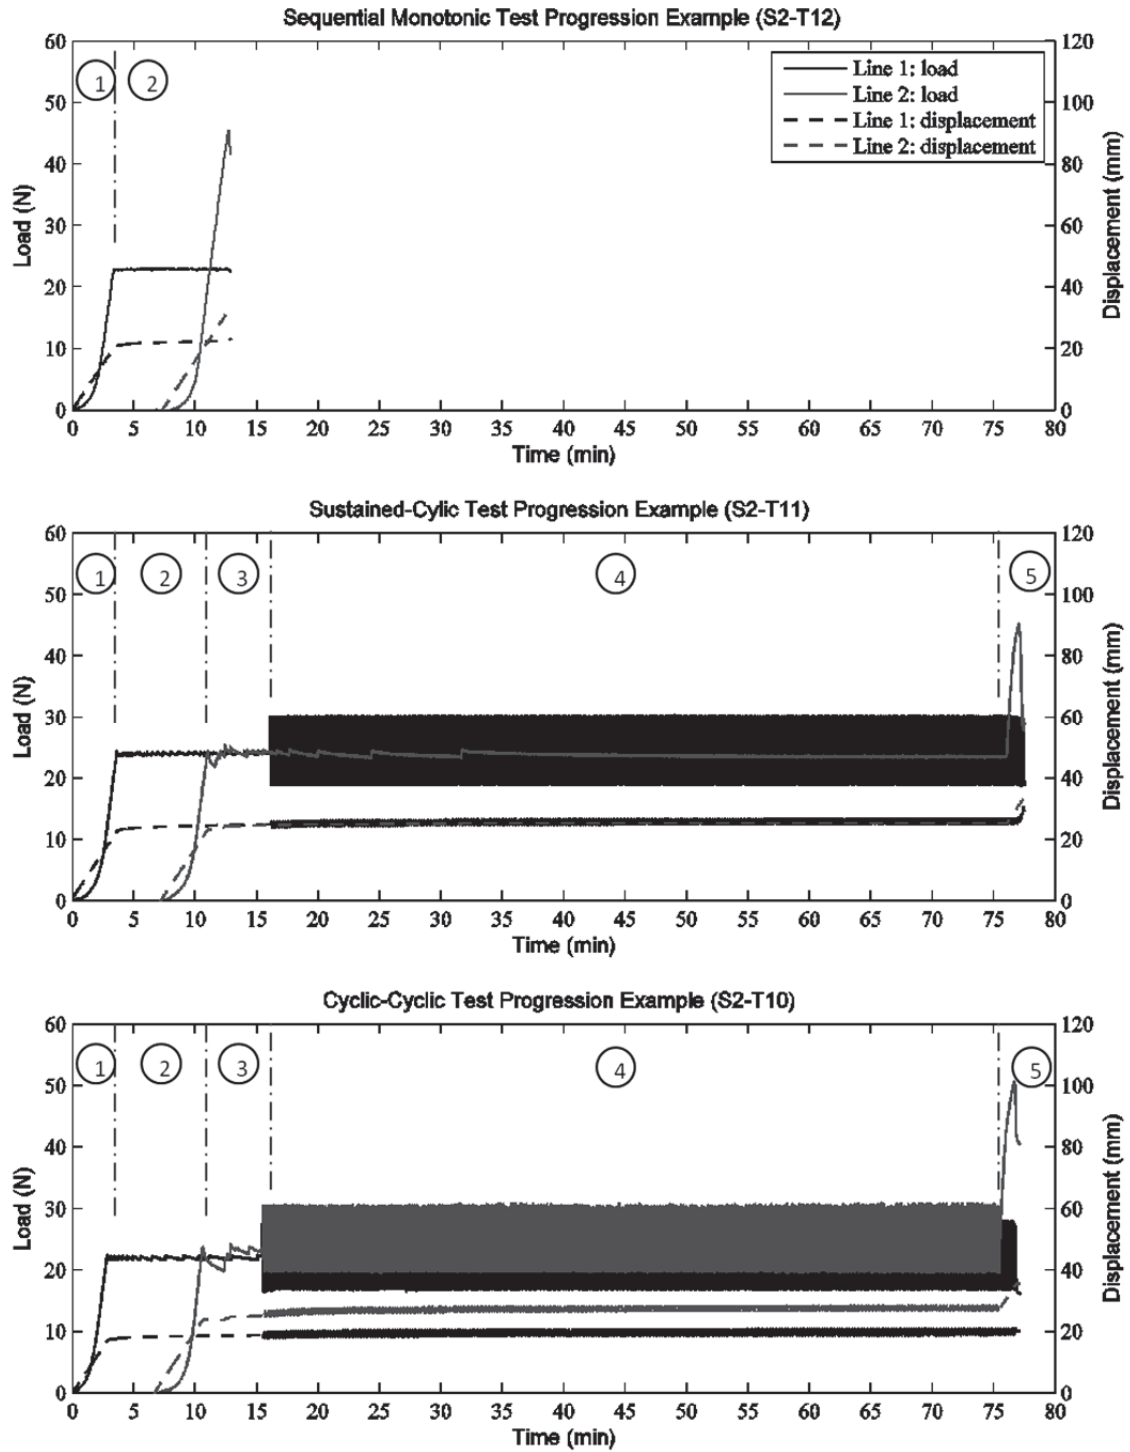 Sequential Monotonic Test Progression Example (S2-T12)
60
50
40
30
20
10
0
Load (N)
1
2
Line 1: load
Line 2: load
Line 1: displacement
Line 2: displacement
120
100
80
60
40
20
0
Displacement (mm)
0 5 10 15 20 25 30 35 40 45 50 55 60 65 70 75 80
Time (min)
Sustained-Cylic Test Progression Example (S2-T11)
60
50
40
30
20
10
0
Load (N)
1
2
3
4
5
120
100
80
60
40
20
0
Displacement (mm)
0 5 10 15 20 25 30 35 40 45 50 55 60 65 70 75 80
Time (min)
Cyclic-Cyclic Test Progression Example (S2-T10)
60
50
40
30
20
10
0
Load (N)
1
2
3
4
5
120
100
80
60
40
20
0
Displacement (mm)
0 5 10 15 20 25 30 35 40 45 50 55 60 65 70 75 80
Time (min)